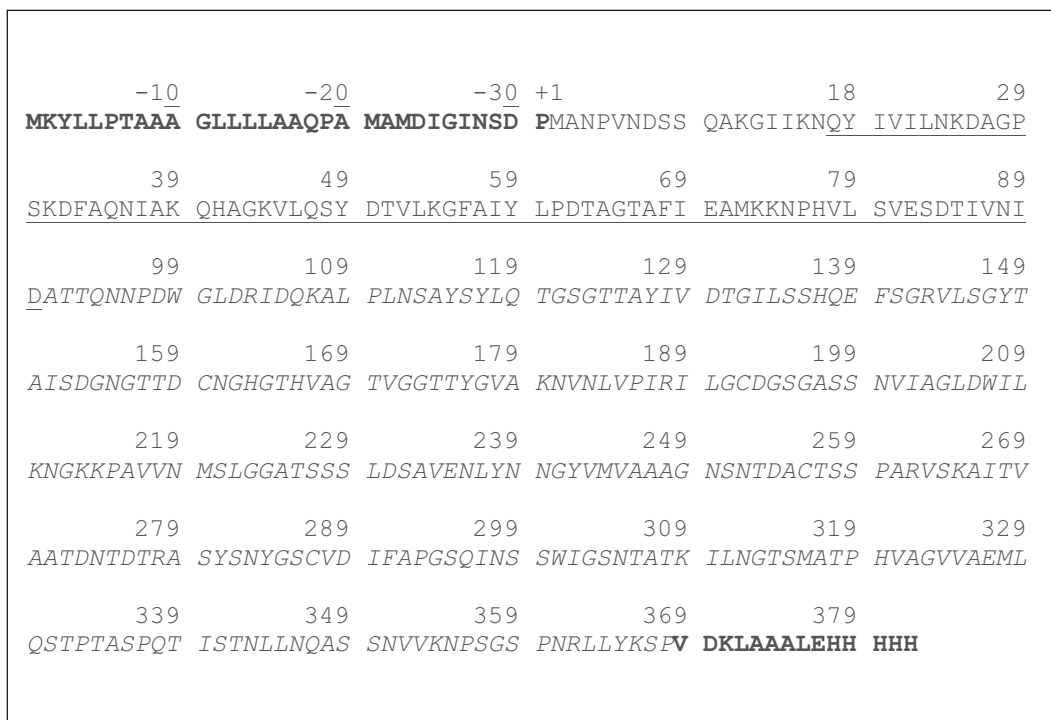 -10 -20 -30 +1 18 29
MKYLLPTAAA GLLLLAAQPA MAMDIGINSD PMANPVNDSS QAKGIIKNQY IVILNKDAGP
39 49 59 69 79 89
SKDFAQNIAK QHAGKVLQSY DTVLKGFAIY LPDTAGTAFI EAMKKNPHVL SVESDTIVNI
99 109 119 129 139 149
DATTQNNPDW GLDRIDQKAL PLNSAYSYLQ TGSGTTAYIV DTGILSSHQE FSGRVLSGYT
159 169 179 189 199 209
AISDGNGTTD CNGHGTHVAG TVGGTTYGVA KNVNLVPIRI LGCDGSGASS NVIAGLDWIL
219 229 239 249 259 269
KNGKKPAVVN MSLGGATSSS LDSAVENLYN NGYVMVAAAG NSNTDACTSS PARVSKAITV
279 289 299 309 319 329
AATDNTDTRA SYSNYGSCVD IFAPGSQINS SWIGSNTATK ILNGTSMATP HVAGVVAEML
339 349 359 369 379
QSTPTASPQT ISTNLLNQAS SNVVKNPSGS PNRLLYKSPV DKLAAALEHH HHH